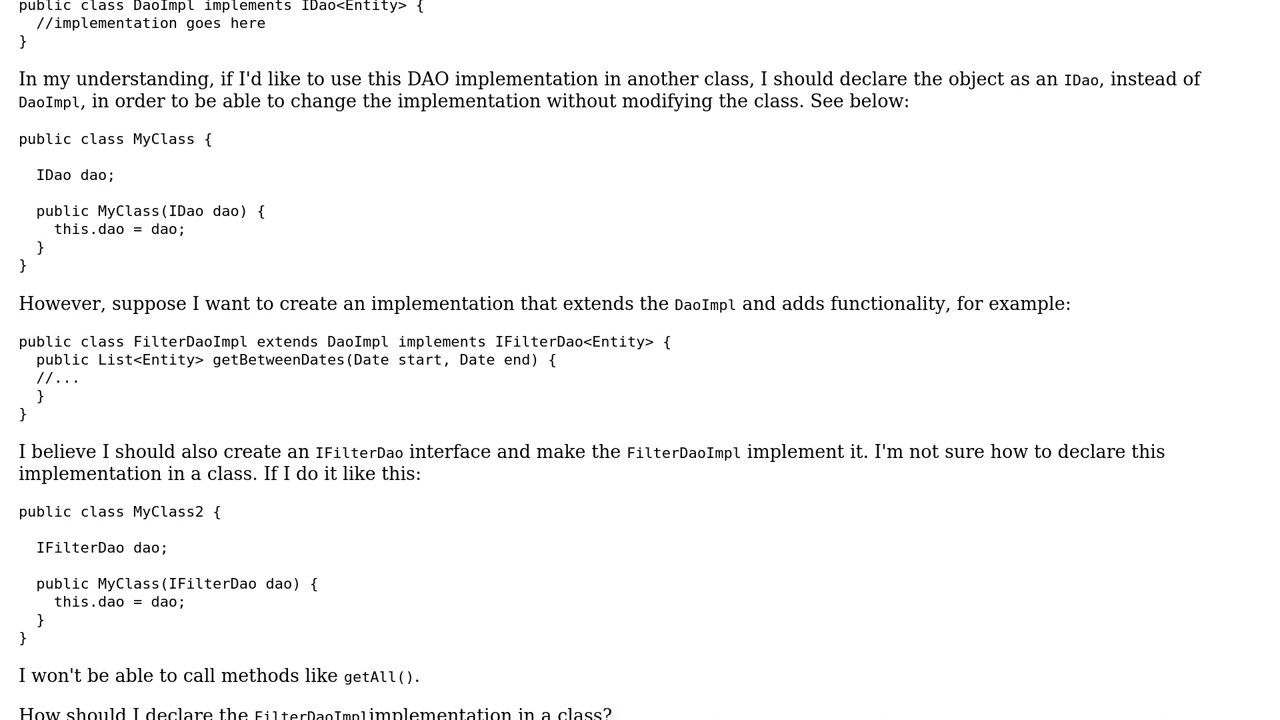 public class DaoImpl implements IDao<Entity> {
  //implementation goes here
}
In my understanding, if I'd like to use this DAO implementation in another class, I should declare the object as an IDao, instead of
DaoImpl, in order to be able to change the implementation without modifying the class. See below:
public class MyClass {
  IDao dao;
  public MyClass(IDao dao) {
    this.dao = dao;
  }
}
However, suppose I want to create an implementation that extends the DaoImpl and adds functionality, for example:
public class FilterDaoImpl extends DaoImpl implements IFilterDao<Entity> {
  public List<Entity> getBetweenDates(Date start, Date end) {
  //...
  }
}
I believe I should also create an IFilterDao interface and make the FilterDaoImpl implement it. I'm not sure how to declare this
implementation in a class. If I do it like this:
public class MyClass2 {
  IFilterDao dao;
  public MyClass(IFilterDao dao) {
    this.dao = dao;
  }
}
I won't be able to call methods like getAll().
How should I declare the FilterDaoImplimplementation in a class?